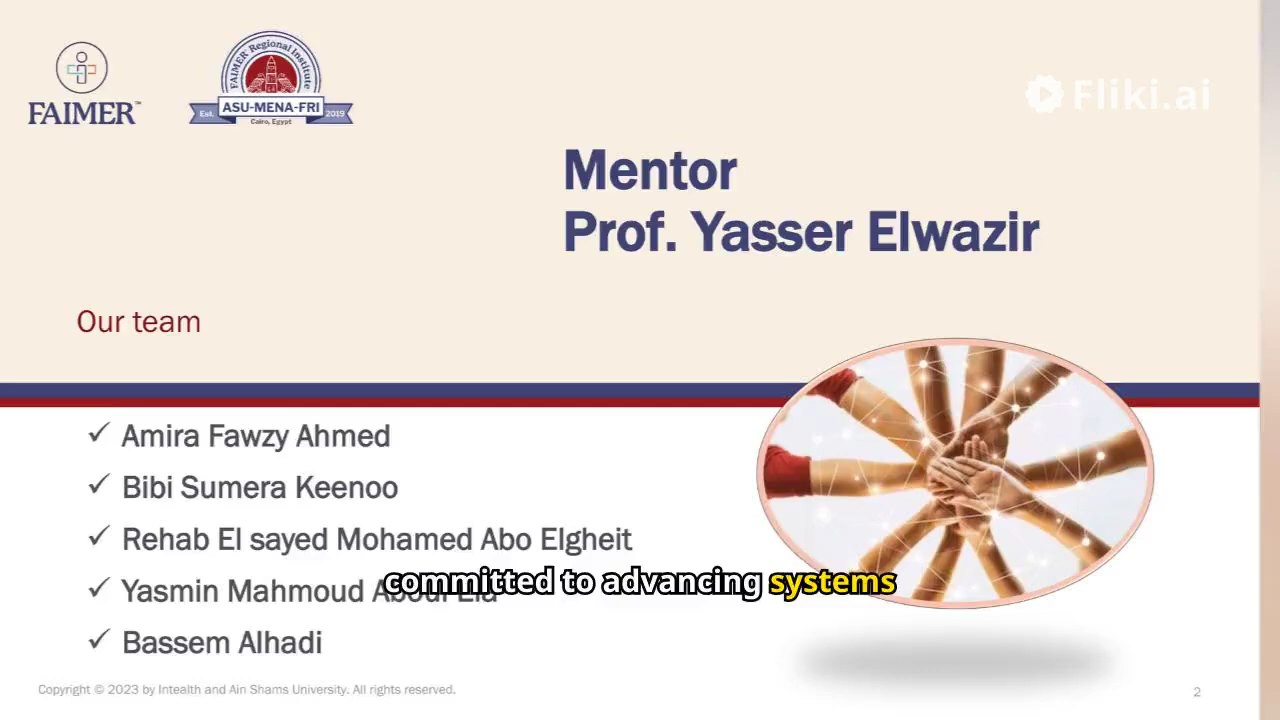 FAIMER™
FAIMER Regional Institute
Est.
ASU-MENA-FRI
2019
Cairo, Egypt
Fliki.ai
Mentor
Prof. Yasser Elwazir
Our team
✓ Amira Fawzy Ahmed
✓ Bibi Sumera Keenoo
✓ Rehab El sayed Mohamed Abo Elgheit
✓ Yasmin Mahmoud
committed to advancing systems
✓ Bassem Alhadi
Copyright © 2023 by Intealth and Ain Shams University. All rights reserved.
2